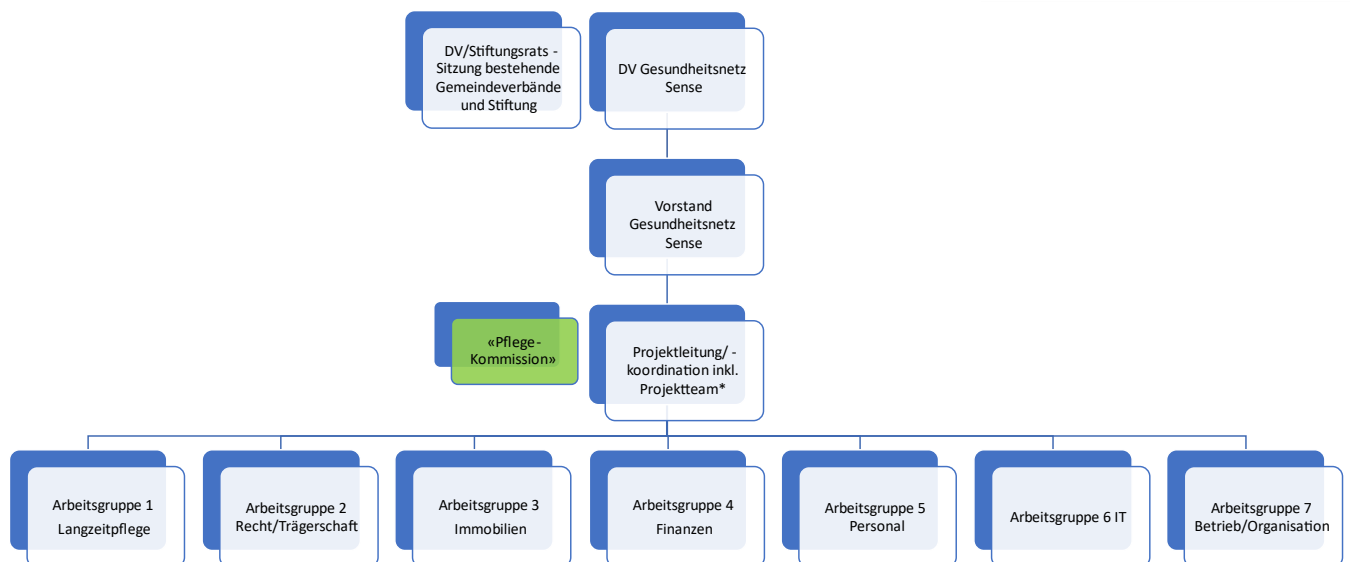 DV/Stiftungsrats -
Sitzung bestehende
Gemeindeverbände
und Stiftung
DV Gesundheitsnetz
Sense
Vorstand
Gesundheitsnetz
Sense
«Pflege-
Kommission»
Projektleitung/ -
koordination inkl.
Projektteam*
Arbeitsgruppe 1
Langzeitpflege
Arbeitsgruppe 2
Recht/Trägerschaft
Arbeitsgruppe 3
Immobilien
Arbeitsgruppe 4
Finanzen
Arbeitsgruppe 5
Personal
Arbeitsgruppe 6 IT
Arbeitsgruppe 7
Betrieb/Organisation